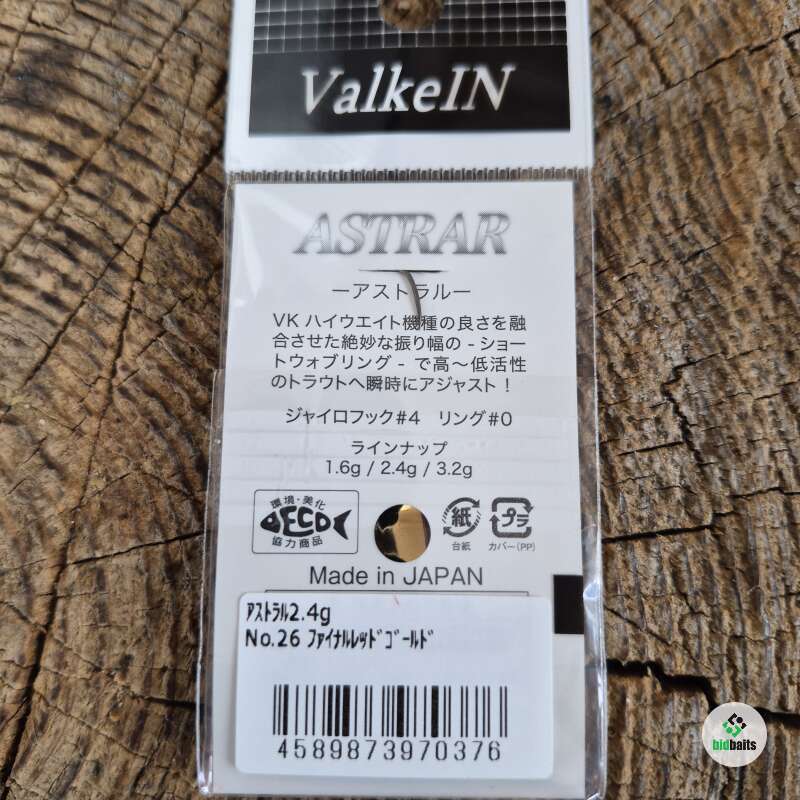 ValkeIN
ASTRAR
ーアストラルー
VK ハイウエイト機種の良さを融
合させた絶妙な振り幅の - ショー
トウォブリング - で高～低活性
のトラウトへ瞬時にアジャスト！
ジャイロフック#4 リング#0
ラインナップ
1.6g / 2.4g / 3.2g
環境・美化
ECO
協力商品
紙
台紙
プラ
カバー(PP)
Made in JAPAN
ｱｽﾄﾗﾙ2.4g
No.26 ﾌｧｲﾅﾙﾚｯﾄﾞｺﾞｰﾙﾄﾞ
4589873970376
bidbaits